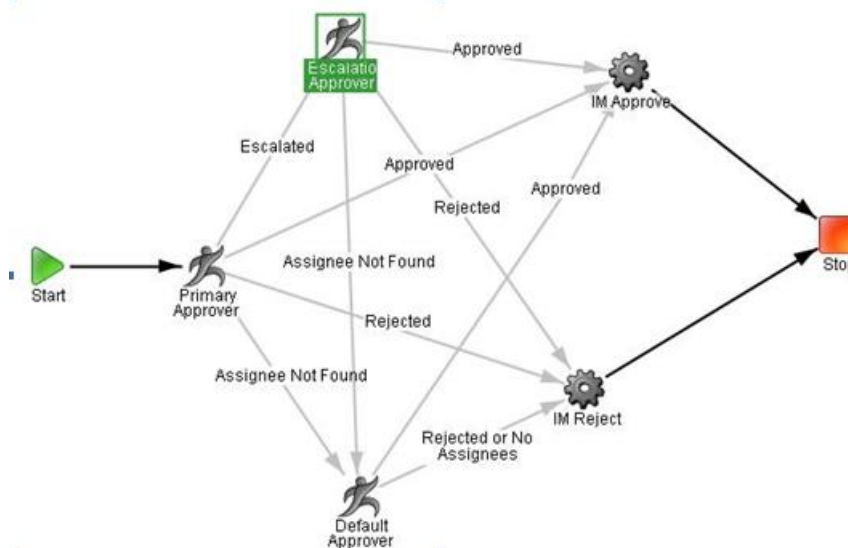 Approved
Escalatio
Approver
IM Approve
Escalated
Approved
Approved
Rejected
Assignee Not Found
Start
Stop
Primary
Approver
Rejected
Assignee Not Found
IM Reject
Rejected or No
Assignees
Default
Approver